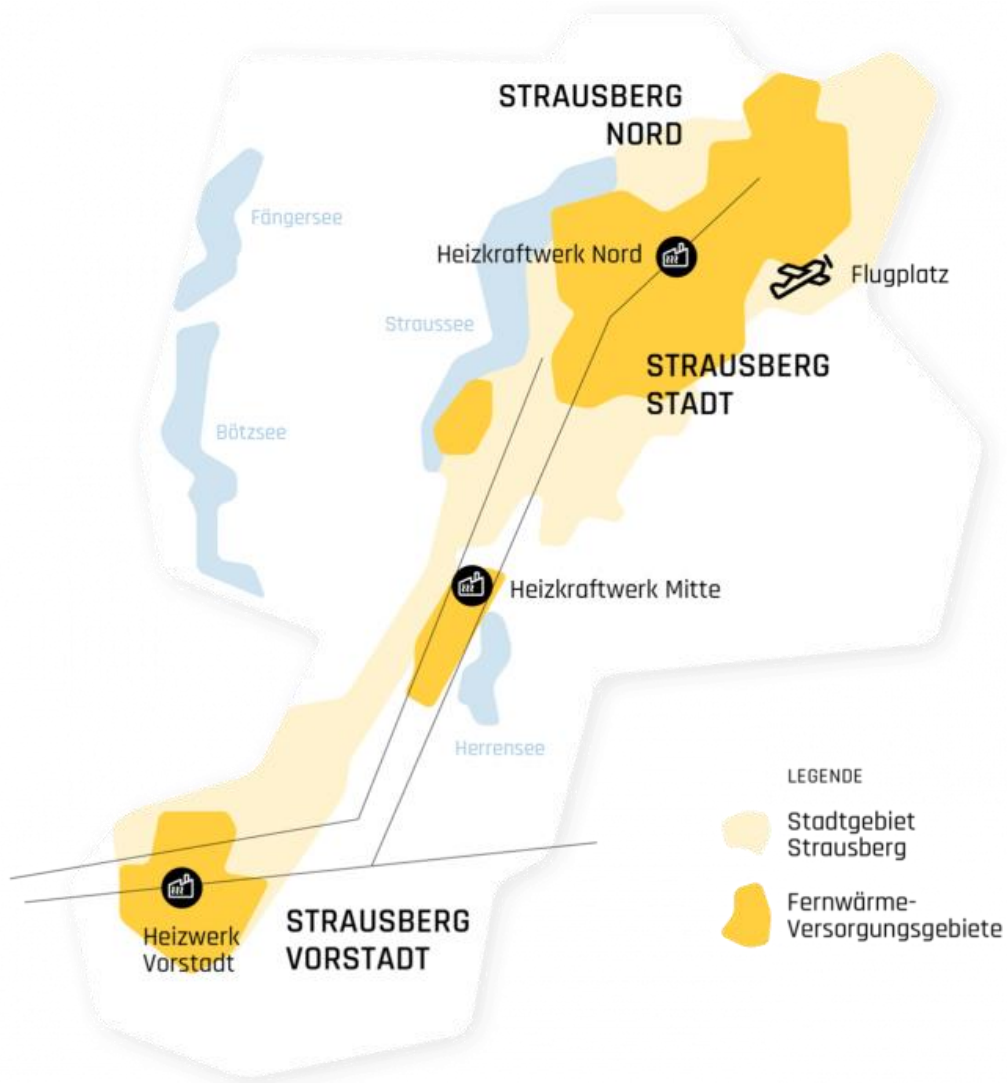 STRAUSBERG
NORD
Fängersee
Heizkraftwerk Nord
Flugplatz
Straussee
STRAUSBERG
STADT
Bötzsee
Heizkraftwerk Mitte
Herrensee
LEGENDE
Stadtgebiet
Strausberg
Fernwärme-
Versorgungsgebiete
STRAUSBERG
VORSTADT
Heizwerk
Vorstadt